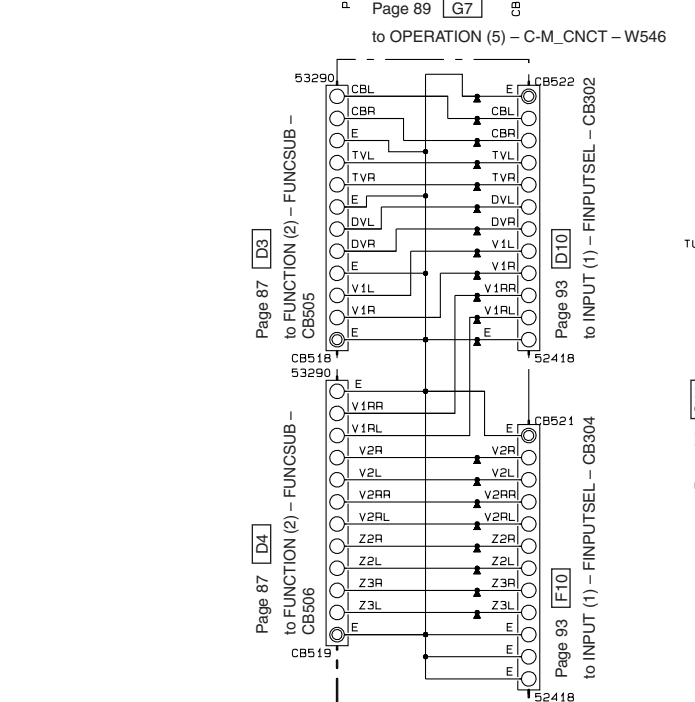 P
Page 89 G7
CB
to OPERATION (5) – C-M_CNCT – W546
53290
CBL
CBR
E
TVL
TVR
E
DVL
DVR
E
V1L
V1R
E
CB518
Page 87 D3
to FUNCTION (2) – FUNCSUB –
CB505
CB522
E
CBL
CBR
TVL
TVR
DVL
DVR
V1L
V1R
V1RR
V1RL
E
52418
Page 93 D10
to INPUT (1) – FINPUTSEL – CB302
53290
E
V1RR
V1RL
V2R
V2L
V2RR
V2RL
Z2R
Z2L
Z3R
Z3L
E
CB519
Page 87 D4
to FUNCTION (2) – FUNCSUB –
CB506
CB521
E
V2R
V2L
V2RR
V2RL
Z2R
Z2L
Z3R
Z3L
E
E
E
52418
Page 93 F10
to INPUT (1) – FINPUTSEL – CB304